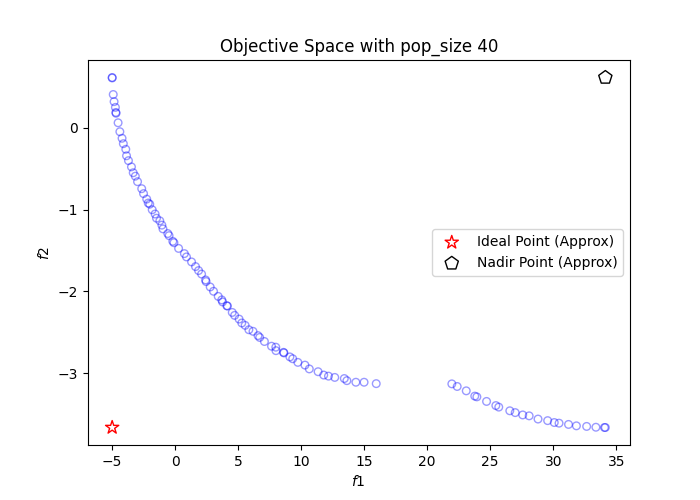 Objective Space with pop_size 40
0
−1
−2
−3
f2
Ideal Point (Approx)
Nadir Point (Approx)
−5
0
5
10
15
20
25
30
35
f1